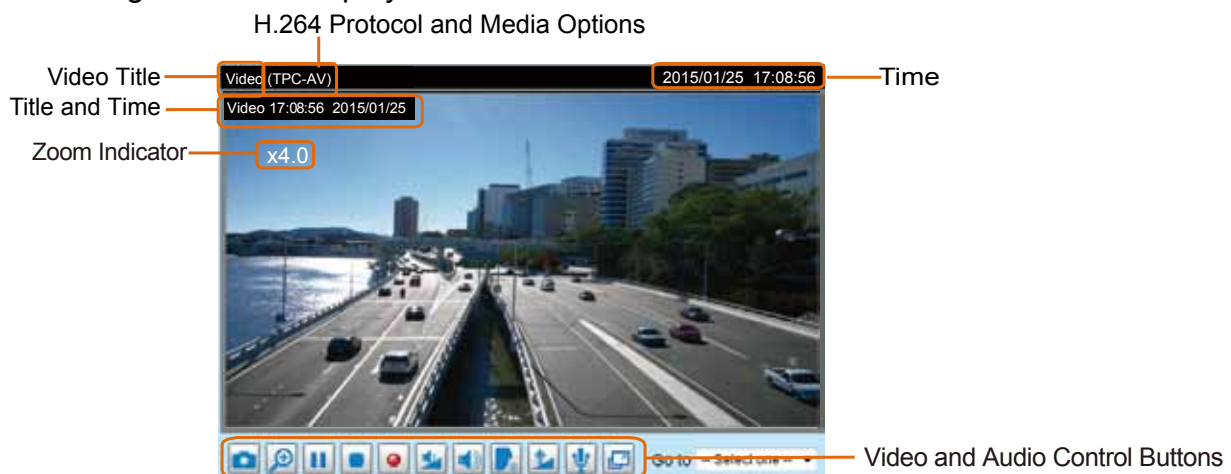 H.264 Protocol and Media Options
Video Title
Video (TPC-AV)
2015/01/25 17:08:56
Time
Title and Time
Video 17:08:56 2015/01/25
Zoom Indicator
x4.0
Go to
-- Select one --
Video and Audio Control Buttons